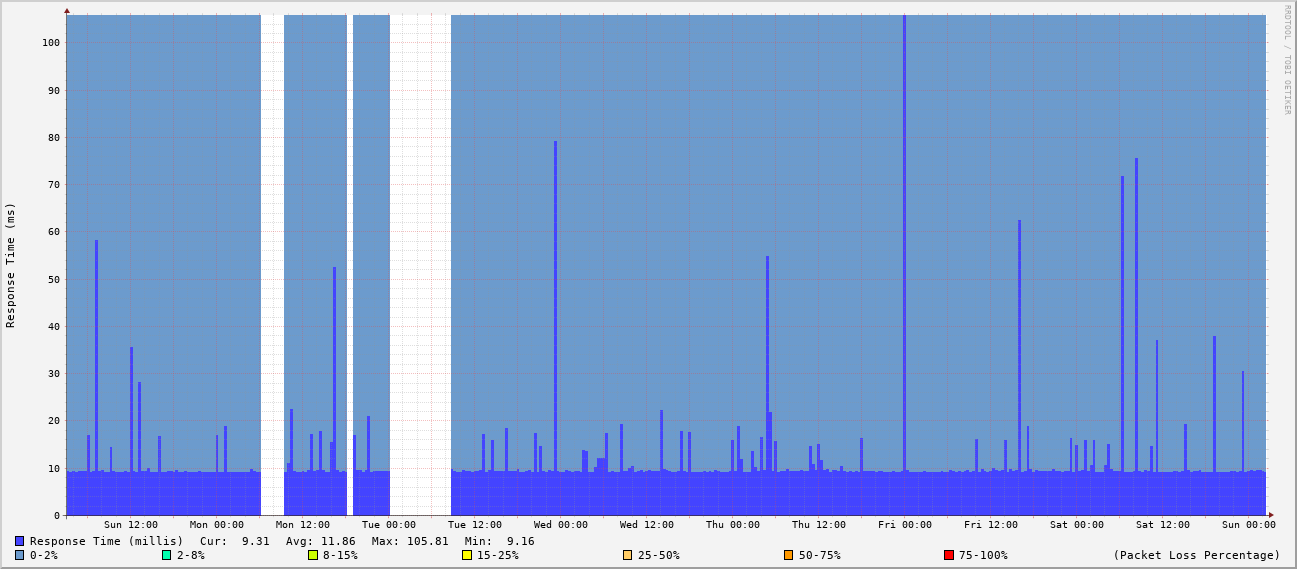 RRDTOOL / TOBI OETIKER
Response Time (ms)
100
90
80
70
60
50
40
30
20
10
0
Sun 12:00 Mon 00:00 Mon 12:00 Tue 00:00 Tue 12:00 Wed 00:00 Wed 12:00 Thu 00:00 Thu 12:00 Fri 00:00 Fri 12:00 Sat 00:00 Sat 12:00 Sun 00:00
Response Time (millis) Cur: 9.31 Avg: 11.86 Max: 105.81 Min: 9.16
0-2% 2-8% 8-15% 15-25% 25-50% 50-75% 75-100% (Packet Loss Percentage)